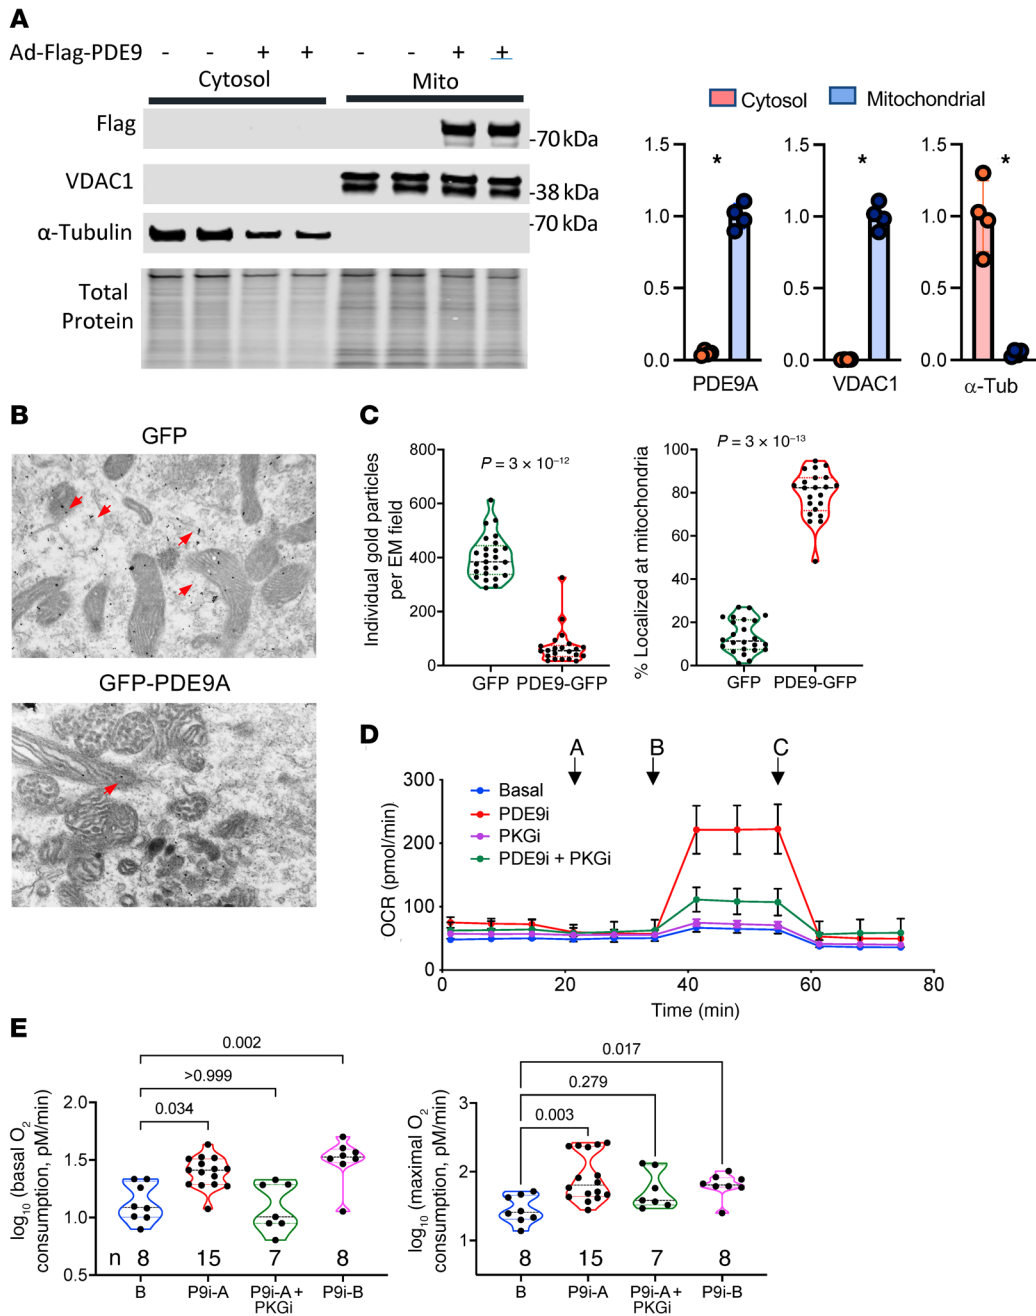 A
Ad-Flag-PDE9 - - + + - - + +
Cytosol Mito
Flag
-70 kDa
VDAC1
-38 kDa
-70 kDa
α-Tubulin
Total
Protein
Cytosol Mitochondrial
1.5 1.5 1.5
* * *
1.0 1.0 1.0
0.5 0.5 0.5
0.0 0.0 0.0
PDE9A VDAC1 α-Tub
B
GFP
GFP-PDE9A
C
Individual gold particles
per EM field
800
600
400
200
0
P = 3 × 10⁻¹²
GFP PDE9-GFP
% Localized at mitochondria
100
80
60
40
20
0
P = 3 × 10⁻¹³
GFP PDE9-GFP
D
A B C
OCR (pmol/min)
300
200
100
0
Basal
PDE9i
PKGi
PDE9i + PKGi
0 20 40 60 80
Time (min)
E
log₁₀ (basal O₂
consumption, pM/min)
2.0
1.5
1.0
0.5
0.002
>0.999
0.034
n 8 15 7 8
B P9i-A P9i-A + P9i-B
PKGi
log₁₀ (maximal O₂
consumption, pM/min)
3
2
1
0.017
0.279
0.003
8 15 7 8
B P9i-A P9i-A + P9i-B
PKGi